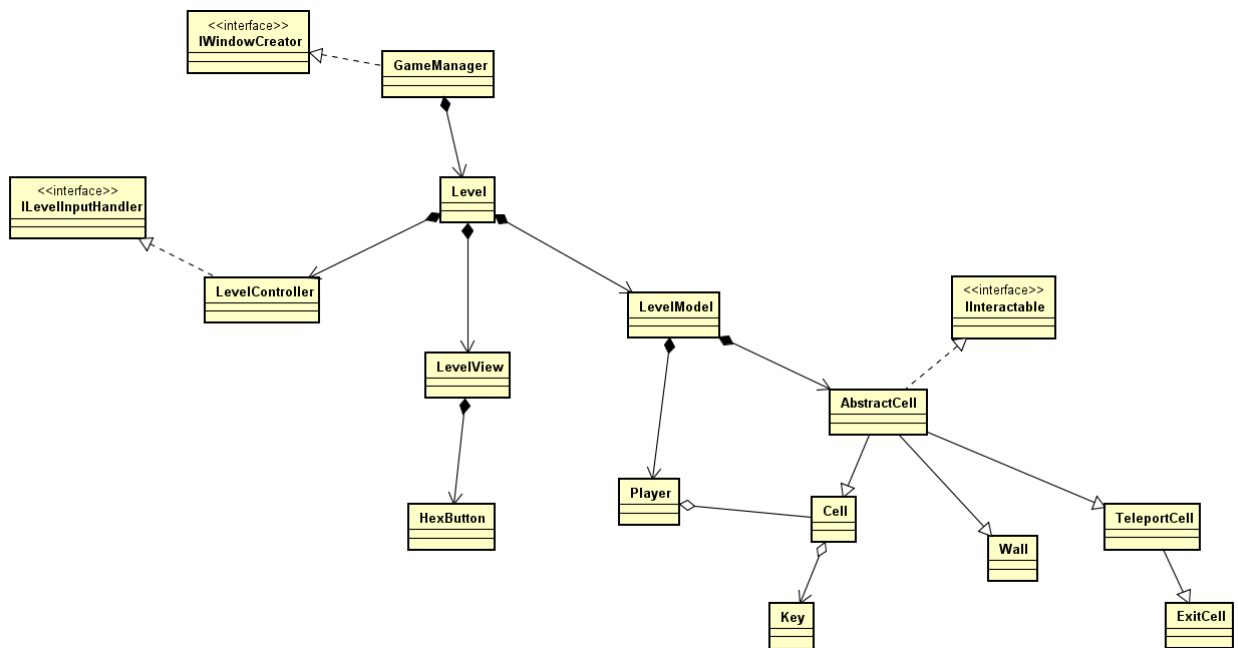 <<interface>>
IWindowCreator
GameManager
<<interface>>
ILevelInputHandler
Level
LevelController
LevelModel
<<interface>>
IInteractable
LevelView
AbstractCell
Player
Cell
HexButton
TeleportCell
Wall
Key
ExitCell